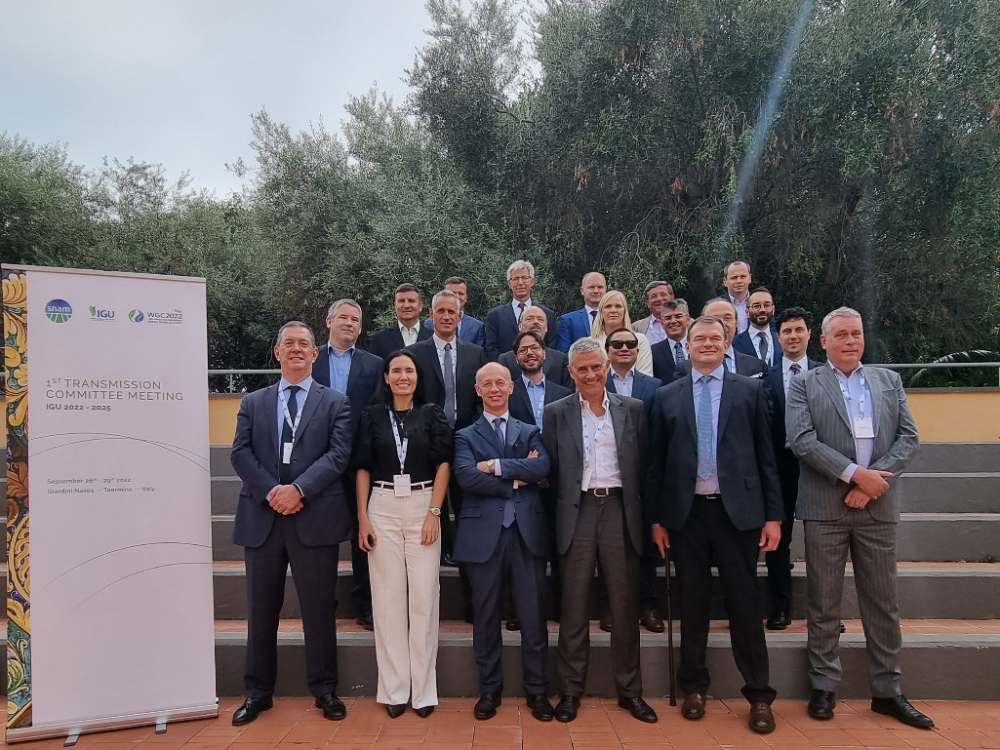 snam
IGU
WGC2022
1ST TRANSMISSION
COMMITTEE MEETING
IGU 2022 - 2025
September 26th - 29th 2022
Giardini Naxos — Taormina — Italy